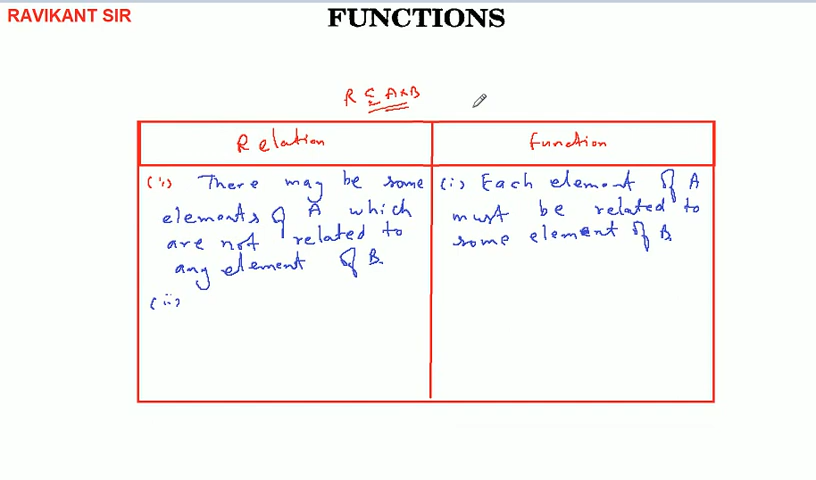 RAVIKANT SIR
FUNCTIONS
R ⊆ A×B
Relation
Function
(i) There may be some
elements of A which
are not related to
any element of B.
(ii)
(i) Each element of A
must be related to
some element of B.